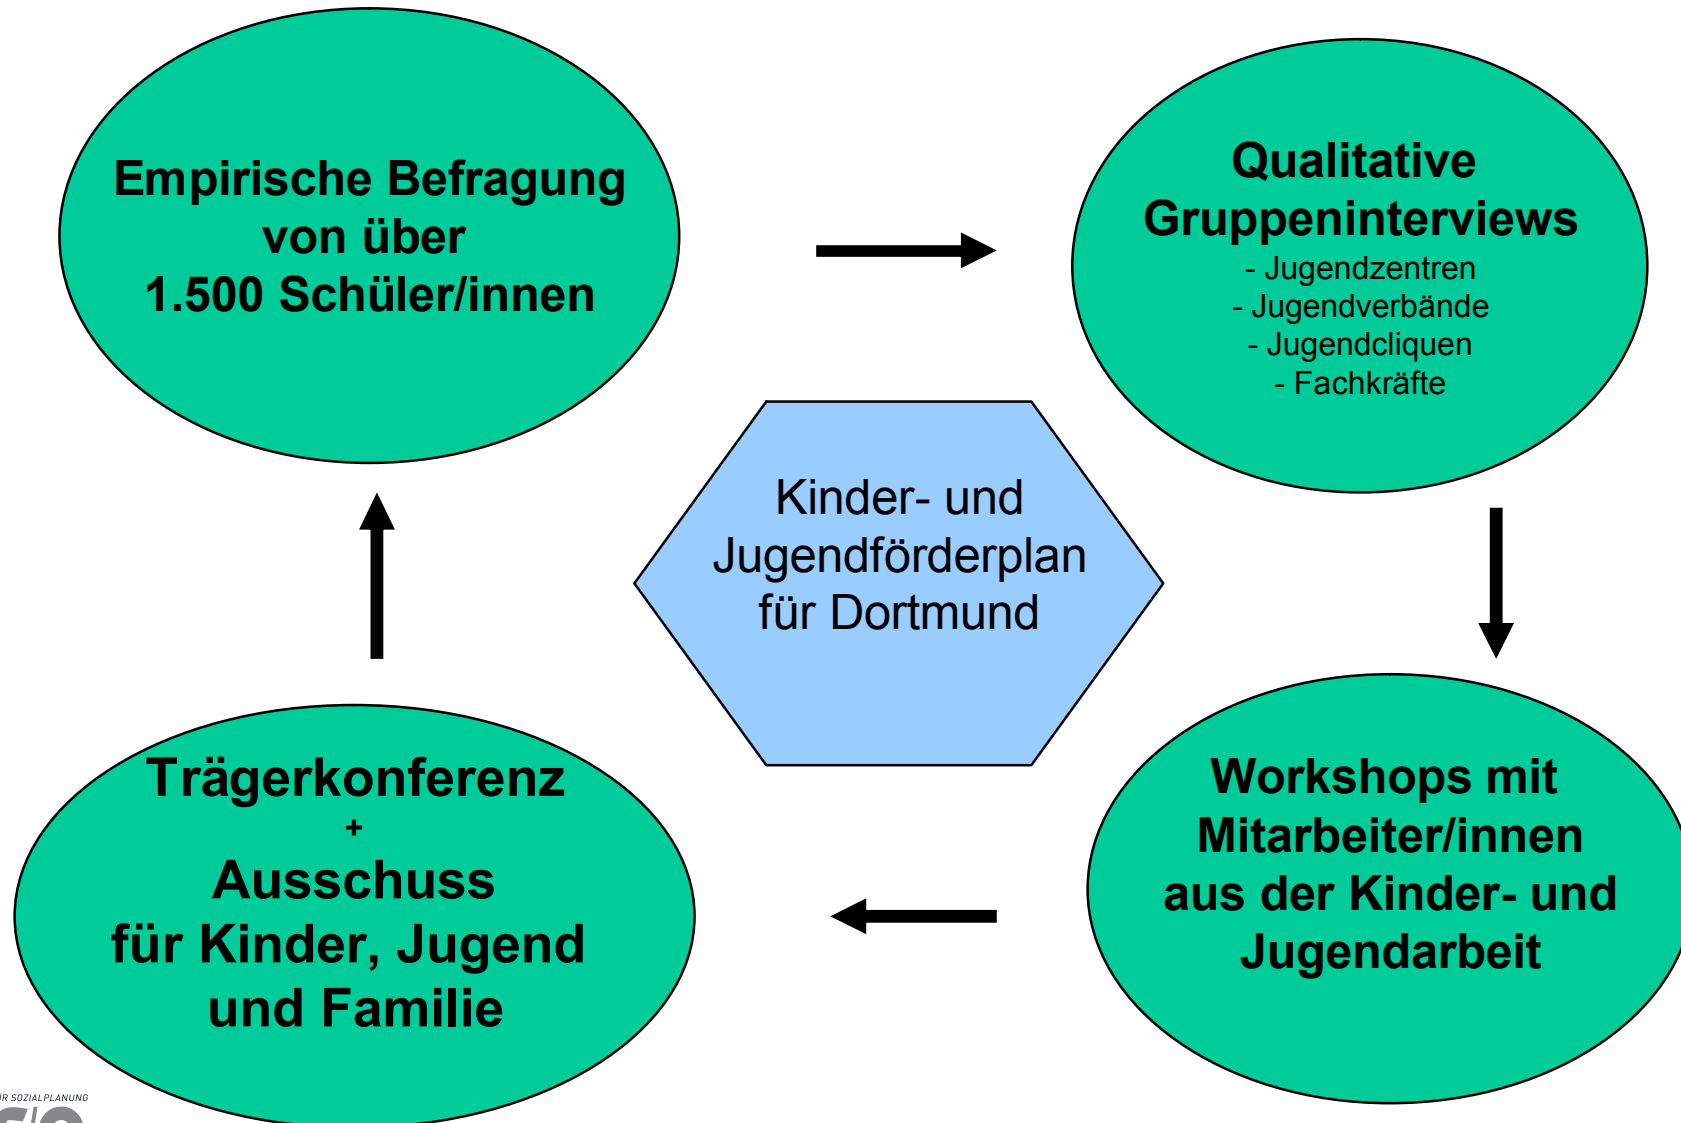 Empirische Befragung
von über
1.500 Schüler/innen
Qualitative
Gruppeninterviews
- Jugendzentren
- Jugendverbände
- Jugendcliquen
- Fachkräfte
Kinder- und
Jugendförderplan
für Dortmund
Trägerkonferenz
+
Ausschuss
für Kinder, Jugend
und Familie
Workshops mit
Mitarbeiter/innen
aus der Kinder- und
Jugendarbeit
SOZIALPLANUNG